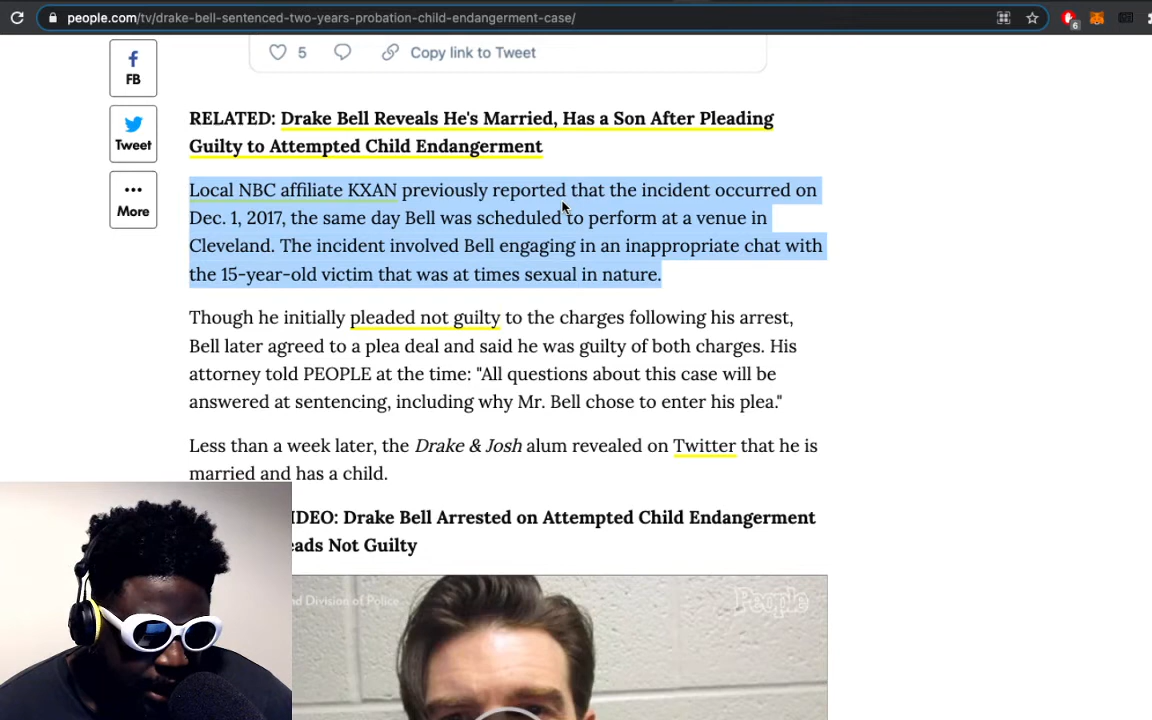 people.com/tv/drake-bell-sentenced-two-years-probation-child-endangerment-case/
6
5
Copy link to Tweet
FB
Tweet
More
RELATED: Drake Bell Reveals He's Married, Has a Son After Pleading
Guilty to Attempted Child Endangerment
Local NBC affiliate KXAN previously reported that the incident occurred on
Dec. 1, 2017, the same day Bell was scheduled to perform at a venue in
Cleveland. The incident involved Bell engaging in an inappropriate chat with
the 15-year-old victim that was at times sexual in nature.
Though he initially pleaded not guilty to the charges following his arrest,
Bell later agreed to a plea deal and said he was guilty of both charges. His
attorney told PEOPLE at the time: "All questions about this case will be
answered at sentencing, including why Mr. Bell chose to enter his plea."
Less than a week later, the Drake & Josh alum revealed on Twitter that he is
married and has a child.
IDEO: Drake Bell Arrested on Attempted Child Endangerment
eads Not Guilty
nd Division of Police
People